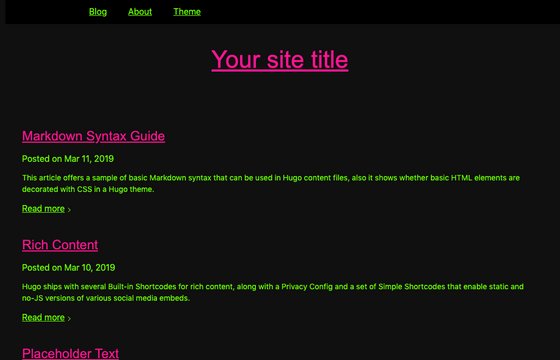 Blog About Theme
Your site title
Markdown Syntax Guide
Posted on Mar 11, 2019
This article offers a sample of basic Markdown syntax that can be used in Hugo content files, also it shows whether basic HTML elements are
decorated with CSS in a Hugo theme.
Read more >
Rich Content
Posted on Mar 10, 2019
Hugo ships with several Built-in Shortcodes for rich content, along with a Privacy Config and a set of Simple Shortcodes that enable static and
no-JS versions of various social media embeds.
Read more >
Placeholder Text